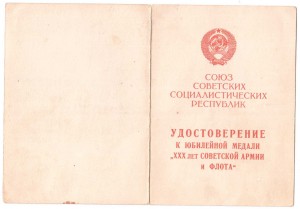 СОЮЗ
СОВЕТСКИХ
СОЦИАЛИСТИЧЕСКИХ
РЕСПУБЛИК
УДОСТОВЕРЕНИЕ
К ЮБИЛЕЙНОЙ МЕДАЛИ
„XXX лет СОВЕТСКОЙ АРМИИ
и ФЛОТА"